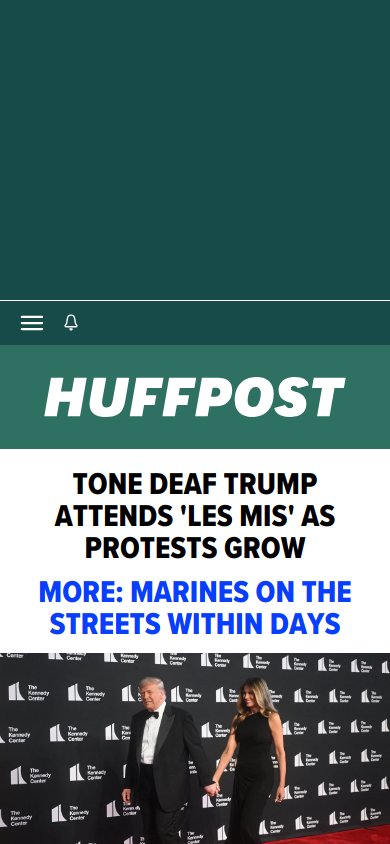 HUFFPOST
TONE DEAF TRUMP
ATTENDS 'LES MIS' AS
PROTESTS GROW
MORE: MARINES ON THE
STREETS WITHIN DAYS
The
Kennedy
Center